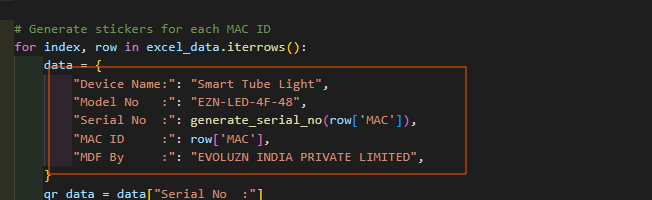 # Generate stickers for each MAC ID
for index, row in excel_data.iterrows():
data = {
"Device Name:": "Smart Tube Light",
"Model No   :": "EZN-LED-4F-48",
"Serial No  :": generate_serial_no(row['MAC']),
"MAC ID     :": row['MAC'],
"MDF By     :": "EVOLUZN INDIA PRIVATE LIMITED",
}
qr_data = data["Serial No  :"]